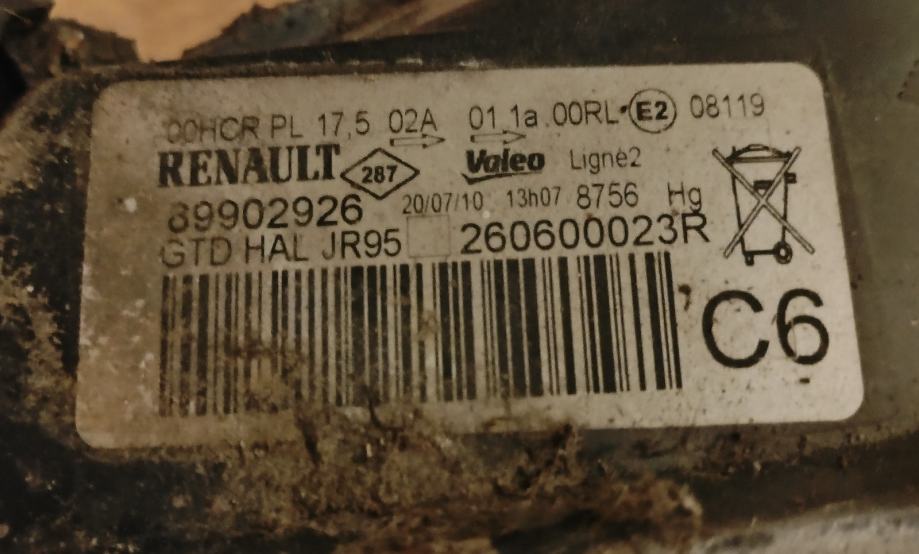 00HCR PL 17,5 02A 01 1a 00RL E2 08119
RENAULT 287 Valeo Ligne2
89902926 20/07/10 13h07 8756 Hg
GTD HAL JR95 260600023R
C6